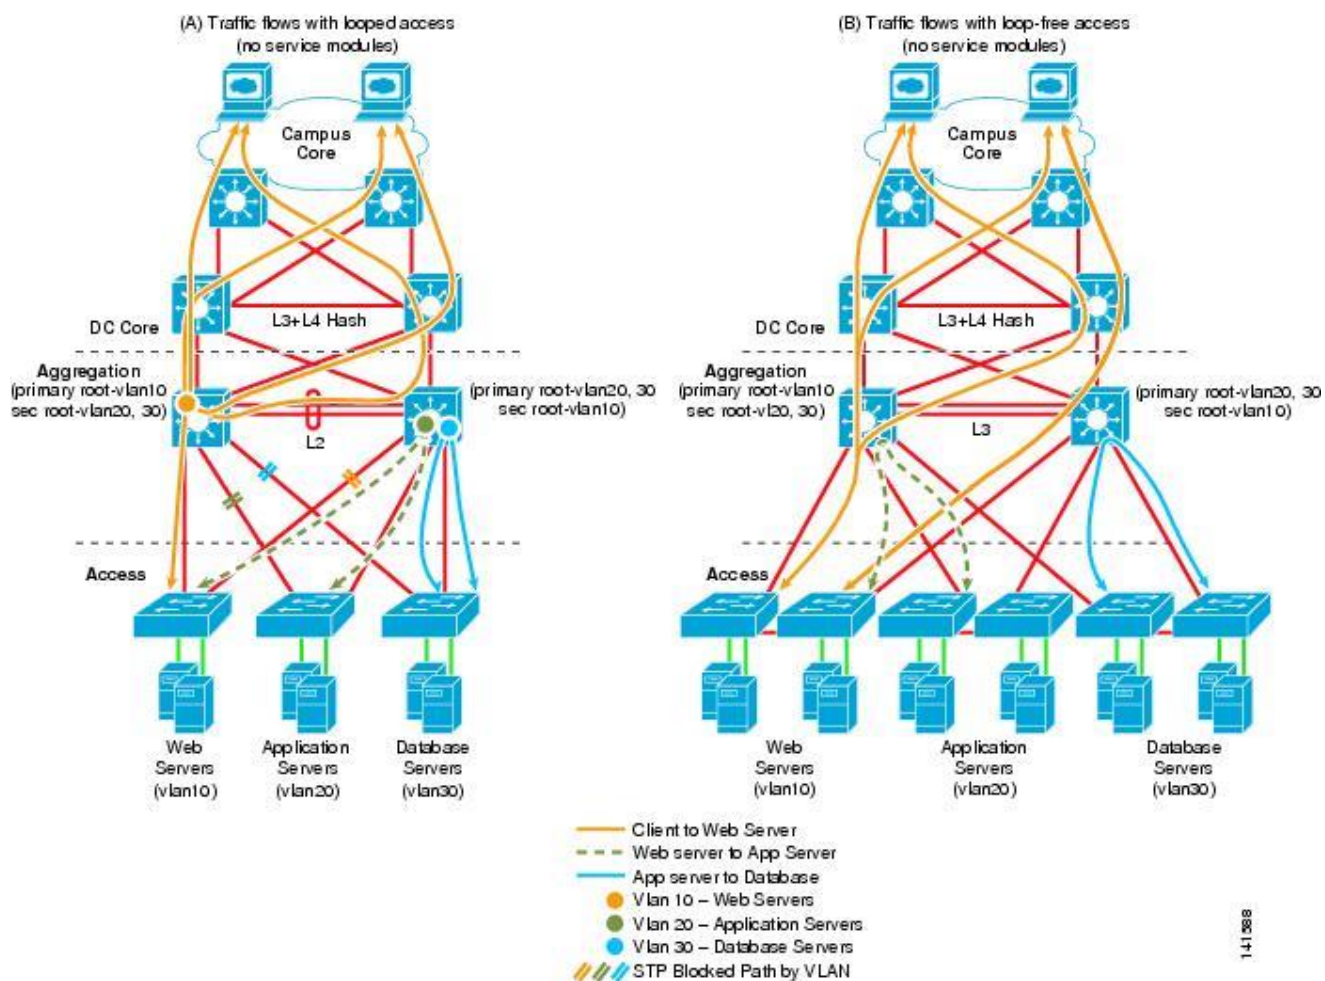 (A) Traffic flows with looped access
(no service modules)
(B) Traffic flows with loop-free access
(no service modules)
Campus
Core
Campus
Core
L3+L4 Hash
DC Core
L3+L4 Hash
DC Core
Aggregation
(primary root-vlan10
sec root-vlan20, 30)
(primary root-vlan20, 30
sec root-vlan10)
L2
Aggregation
(primary root-vlan10
sec root-vl20, 30)
(primary root-vlan20, 30
sec root-vlan10)
L3
Access
Access
Web
Servers
(vlan10)
Application
Servers
(vlan20)
Database
Servers
(vlan30)
Web
Servers
(vlan10)
Application
Servers
(vlan20)
Database
Servers
(vlan30)
Client to Web Server
Web server to App Server
App server to Database
Vlan 10 – Web Servers
Vlan 20 – Application Servers
Vlan 30 – Database Servers
STP Blocked Path by VLAN
141588